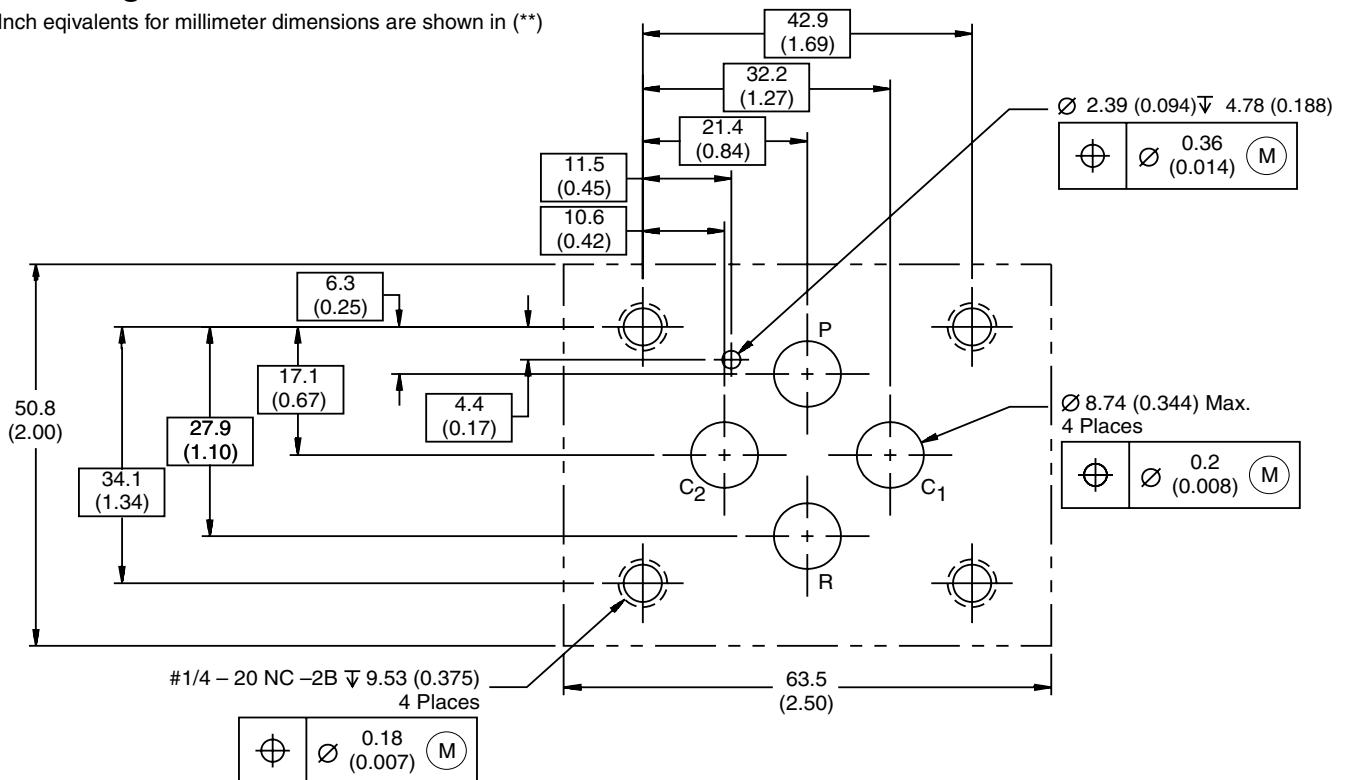 Inch eqivalents for millimeter dimensions are shown in (**)
42.9
(1.69)
32.2
(1.27)
21.4
(0.84)
11.5
(0.45)
10.6
(0.42)
⌀ 2.39 (0.094)↧ 4.78 (0.188)
⌖ ⌀ 0.36
(0.014) Ⓜ
6.3
(0.25)
P
17.1
(0.67)
4.4
(0.17)
50.8
(2.00)
27.9
(1.10)
34.1
(1.34)
⌀ 8.74 (0.344) Max.
4 Places
⌖ ⌀ 0.2
(0.008) Ⓜ
C2
C1
R
#1/4 – 20 NC –2B ↧ 9.53 (0.375)
4 Places
⌖ ⌀ 0.18
(0.007) Ⓜ
63.5
(2.50)